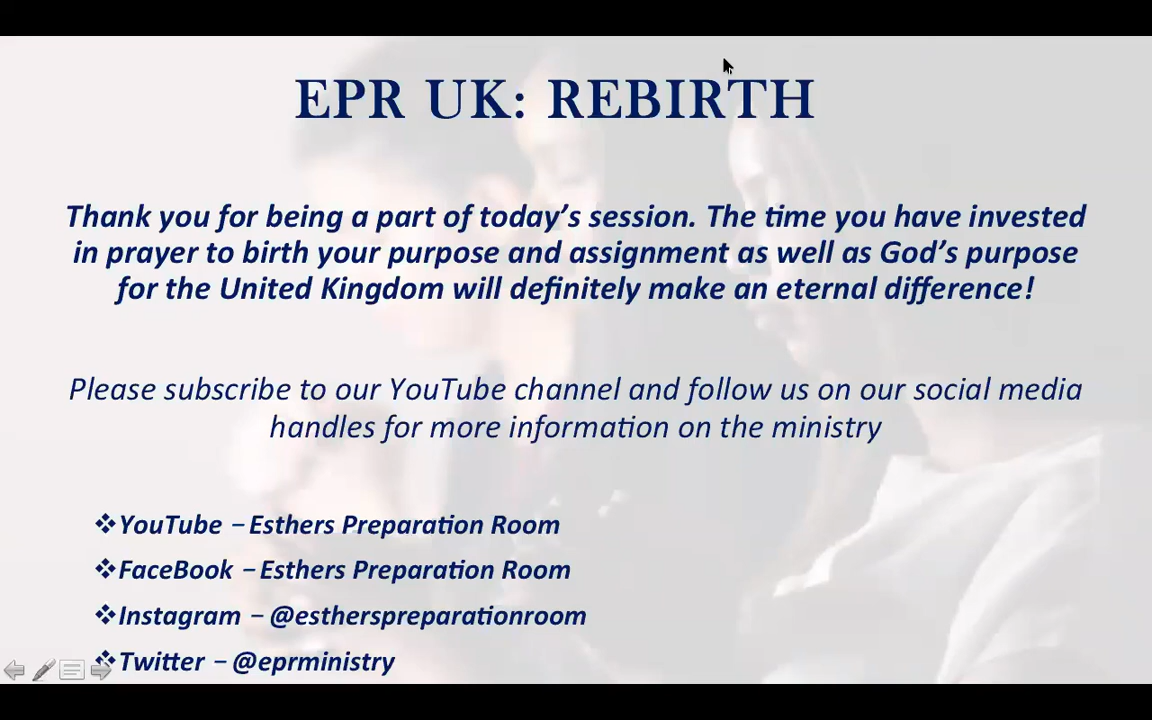 EPR UK: REBIRTH
Thank you for being a part of today's session. The time you have invested
in prayer to birth your purpose and assignment as well as God's purpose
for the United Kingdom will definitely make an eternal difference!
Please subscribe to our YouTube channel and follow us on our social media
handles for more information on the ministry
❖YouTube – Esthers Preparation Room
❖FaceBook – Esthers Preparation Room
❖Instagram – @estherspreparationroom
❖Twitter – @eprministry